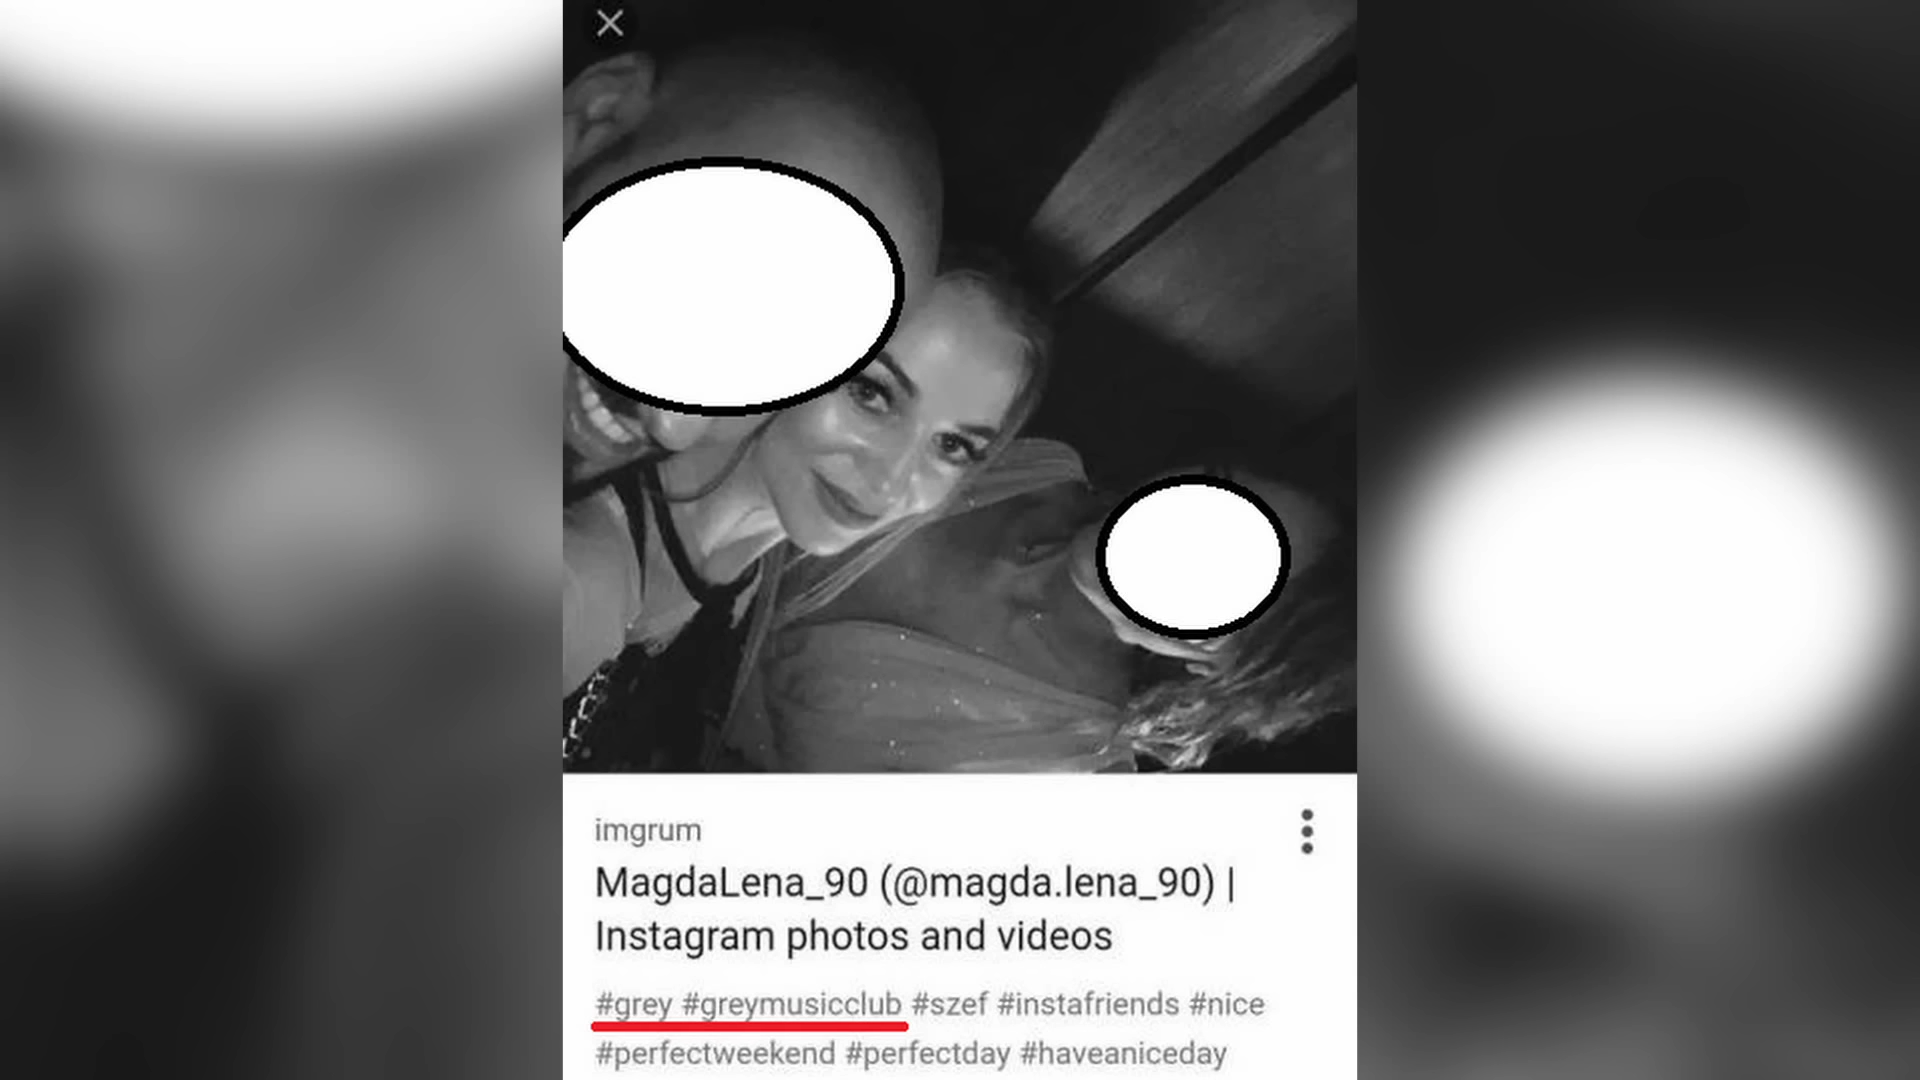 imgrum
MagdaLena_90 (@magda.lena_90) |
Instagram photos and videos
#grey #greymusicclub #szef #instafriends #nice
#perfectweekend #perfectday #haveaniceday